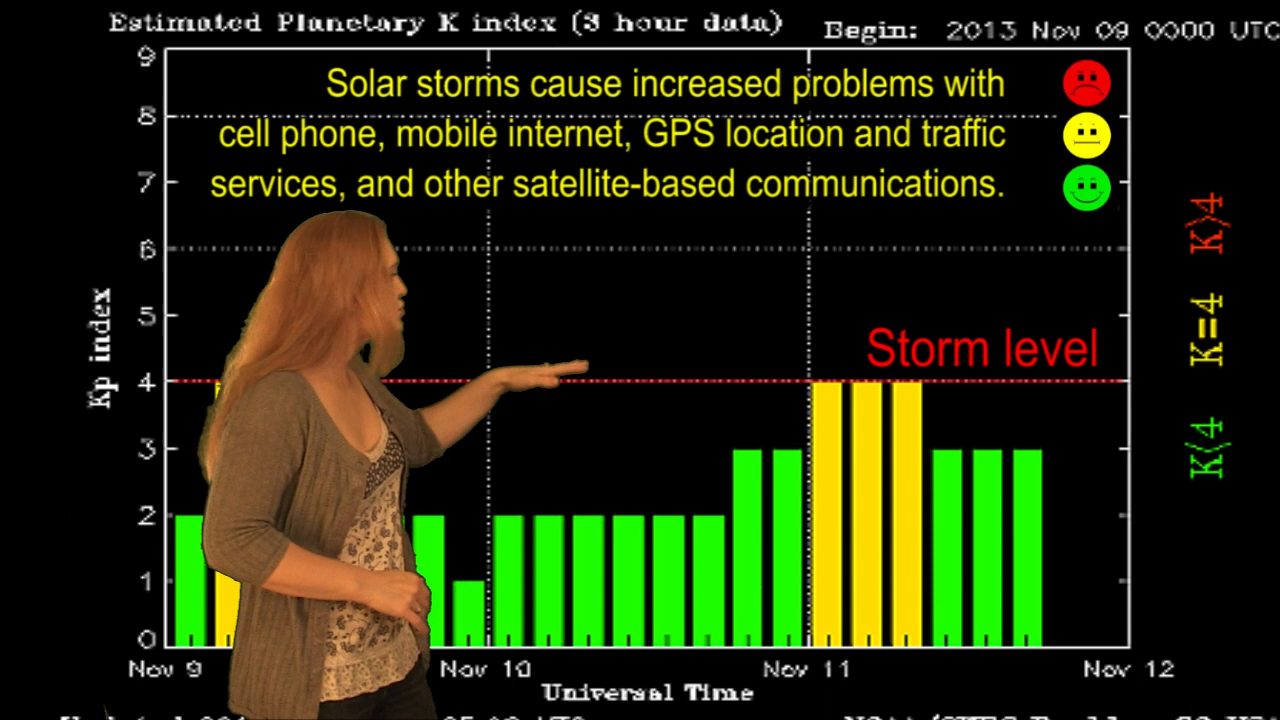 Estimated Planetary K index (3 hour data)
Begin: 2013 Nov 09 0000 UTC
Solar storms cause increased problems with
cell phone, mobile internet, GPS location and traffic
services, and other satellite-based communications.
Storm level
Kp index
9
8
7
6
5
4
3
2
1
0
K>4
K=4
K<4
Nov 9
Nov 10
Nov 11
Nov 12
Universal Time